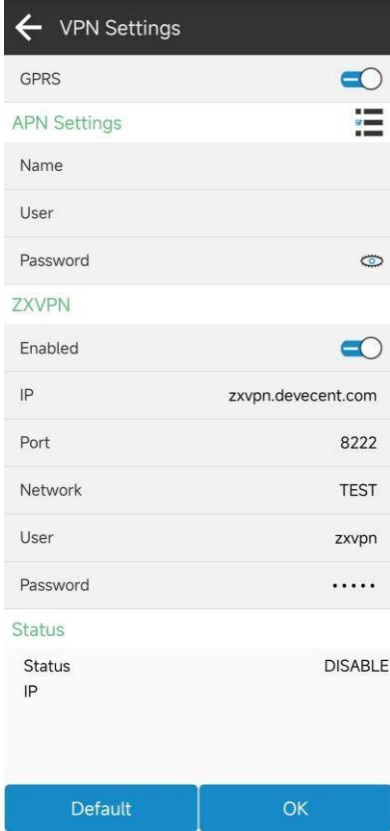 VPN Settings
GPRS
APN Settings
Name
User
Password
ZXVPN
Enabled
IP zxvpn.devecent.com
Port 8222
Network TEST
User zxvpn
Password •••••
Status
Status DISABLE
IP
Default OK